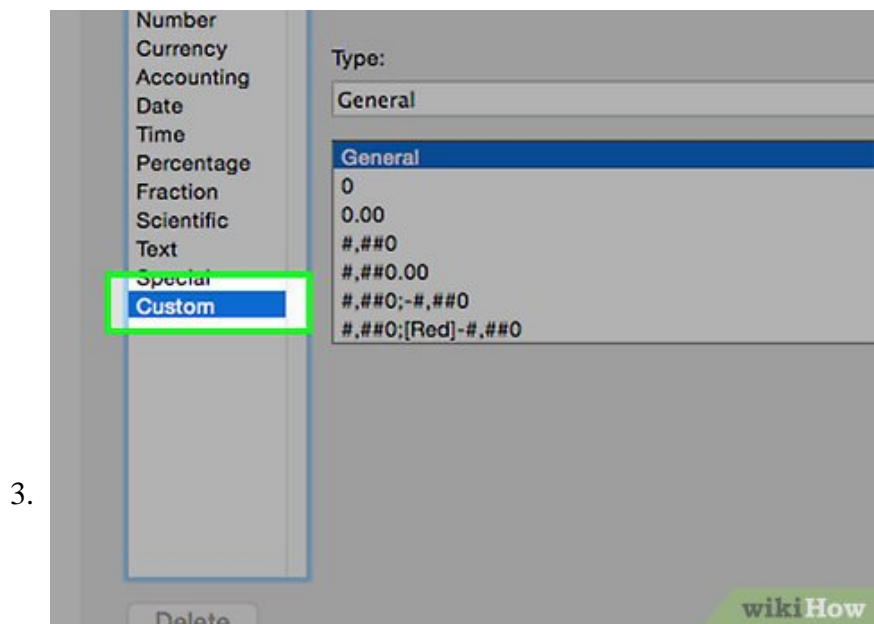 Number
Currency
Accounting
Date
Time
Percentage
Fraction
Scientific
Text
Special
Custom
Type:
General
General
0
0.00
#,##0
#,##0.00
#,##0;-#,##0
#,##0;[Red]-#,##0
3.
Delete
wikiHow